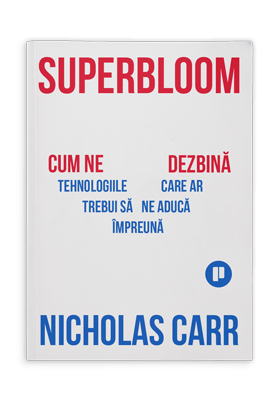 SUPERBLOOM
CUM NE DEZBINĂ
TEHNOLOGIILE CARE AR
TREBUI SĂ NE ADUCĂ
ÎMPREUNĂ
NICHOLAS CARR